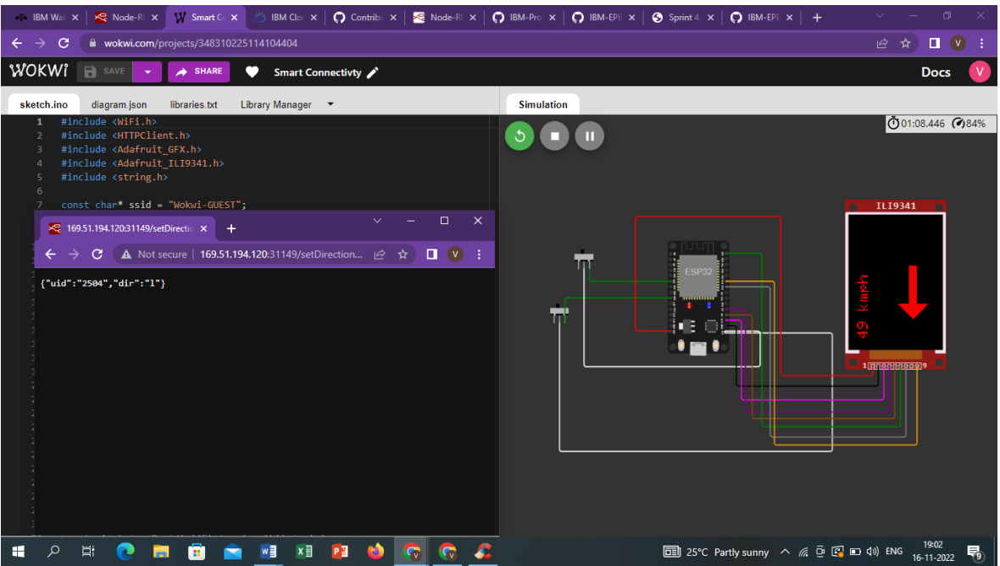 IBM Wat
Node-RE
Smart C
IBM Clo
Contribu
Node-RE
IBM-Proj
IBM-EPB
Sprint 4
IBM-EPB
wokwi.com/projects/348310225114104404
V
WOKWI
SAVE
SHARE
Smart Connectivty
Docs
V
sketch.ino
diagram.json
libraries.txt
Library Manager
Simulation
1 #include <WiFi.h>
2 #include <HTTPClient.h>
3 #include <Adafruit_GFX.h>
4 #include <Adafruit_ILI9341.h>
5 #include <string.h>
6
7 const char* ssid = "Wokwi-GUEST";
01:08.446
84%
169.51.194.120:31149/setDirectio
Not secure
169.51.194.120:31149/setDirection...
V
{"uid":"2504","dir":"l"}
ESP32
ILI9341
49 kmph
1
9
25°C Partly sunny
ENG
19:02
16-11-2022
9